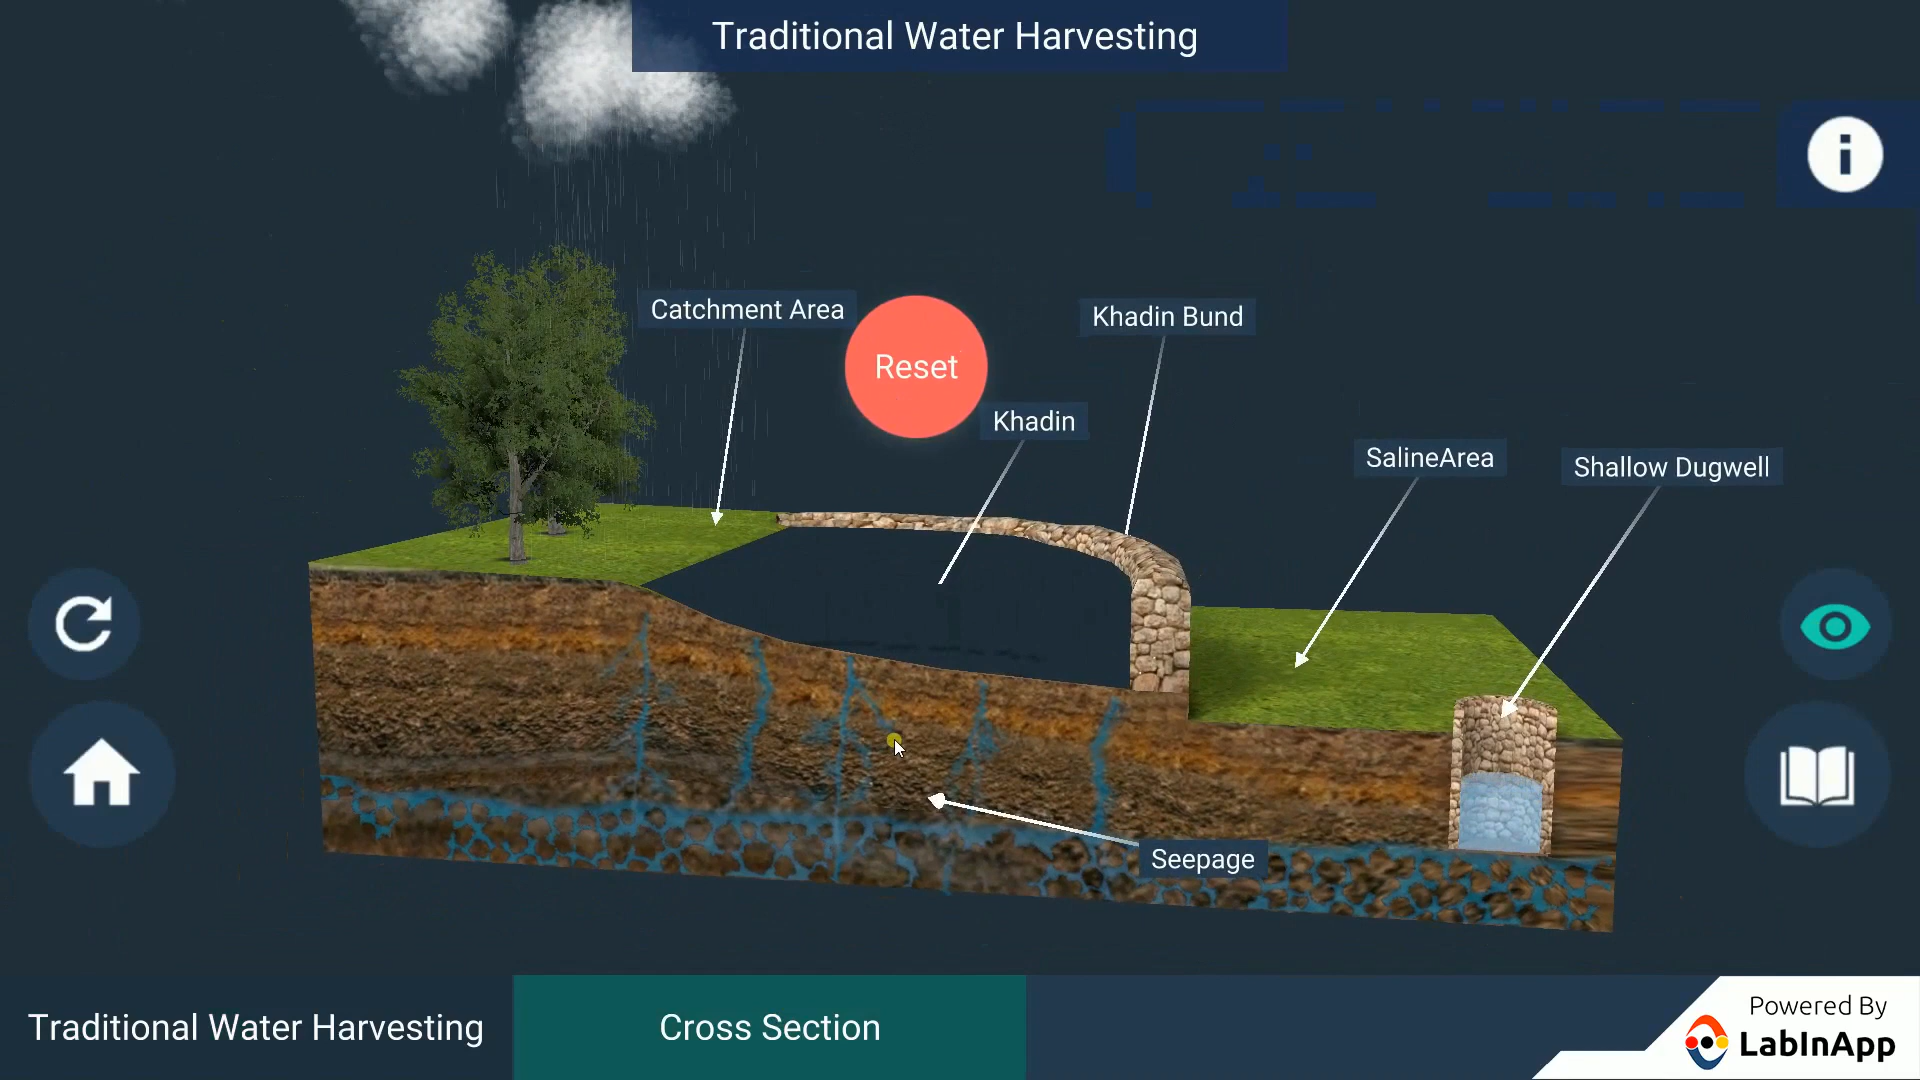 Traditional Water Harvesting
Catchment Area
Khadin Bund
Reset
Khadin
SalineArea
Shallow Dugwell
Seepage
Traditional Water Harvesting
Cross Section
Powered By
LabInApp